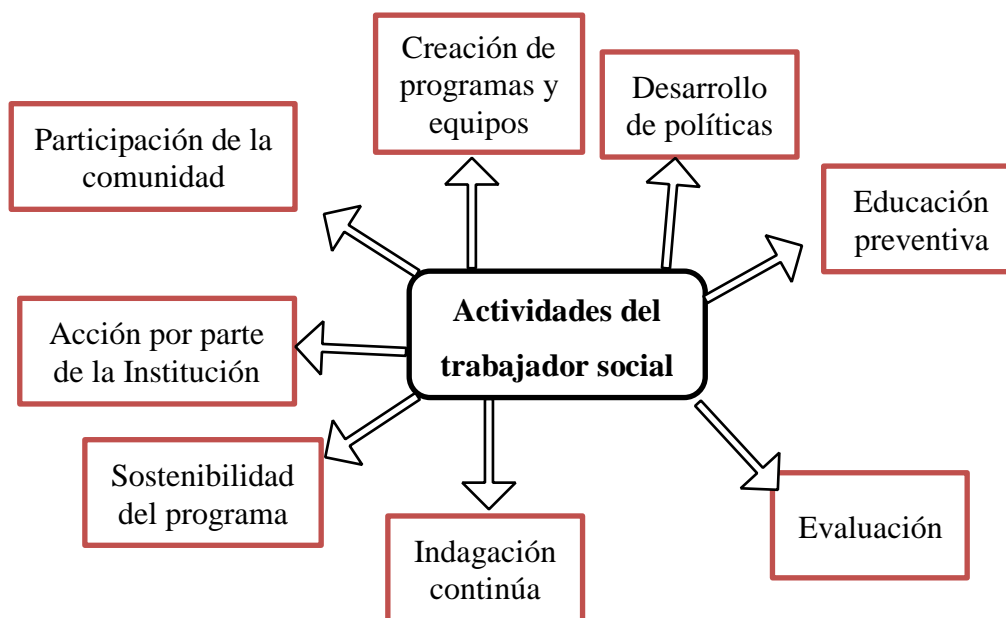 Creación de
programas y
equipos
Desarrollo
de políticas
Participación de la
comunidad
Educación
preventiva
Actividades del
trabajador social
Acción por parte
de la Institución
Sostenibilidad
del programa
Indagación
continúa
Evaluación